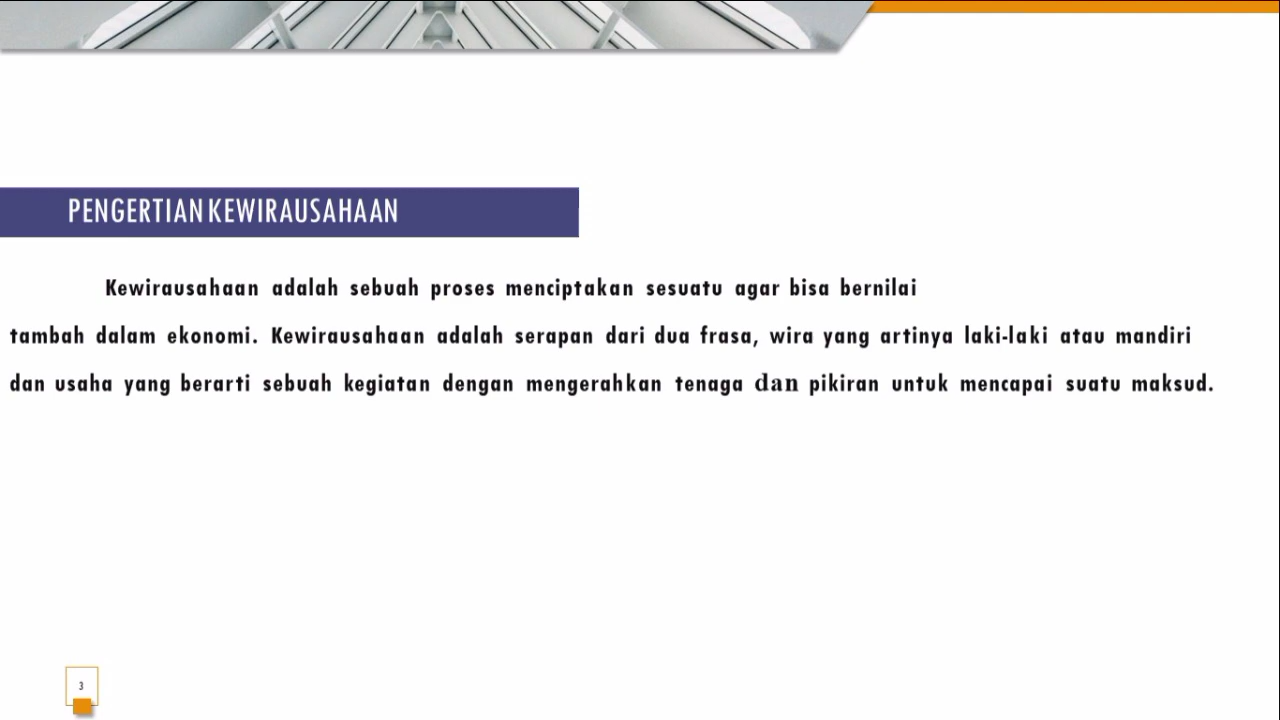 PENGERTIAN KEWIRAUSAHAAN
Kewirausahaan adalah sebuah proses menciptakan sesuatu agar bisa bernilai
tambah dalam ekonomi. Kewirausahaan adalah serapan dari dua frasa, wira yang artinya laki-laki atau mandiri
dan usaha yang berarti sebuah kegiatan dengan mengerahkan tenaga dan pikiran untuk mencapai suatu maksud.
3